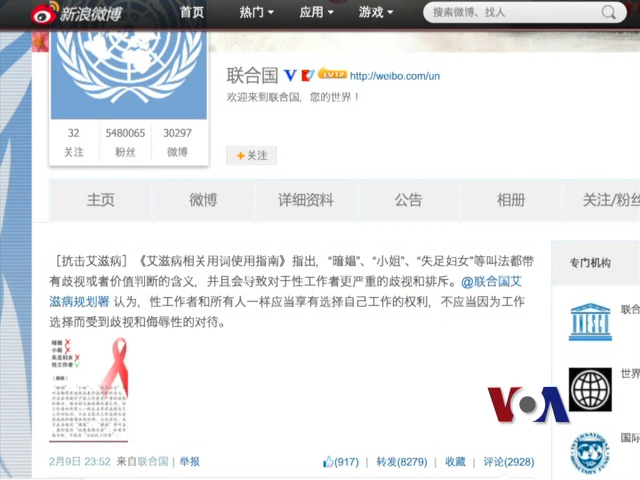 新浪微博 首页 热门 应用 游戏 搜索微博、找人
联合国 V LV12 http://weibo.com/un
欢迎来到联合国，您的世界！
32 5480065 30297
关注 粉丝 微博
+关注
主页 微博 详细资料 公告 相册 关注/粉丝
［抗击艾滋病］《艾滋病相关用词使用指南》指出，“暗娼”、“小姐”、“失足妇女”等叫法都带
有歧视或者价值判断的含义，并且会导致对于性工作者更严重的歧视和排斥。@联合国艾
滋病规划署 认为，性工作者和所有人一样应当享有选择自己工作的权利，不应当因为工作
选择而受到歧视和侮辱性的对待。
专门机构
联合
世界
国际
暗娼
小姐
失足妇女
性工作者
VOA
2月9日 23:52 来自联合国 | 举报 (917) | 转发(8279) | 收藏 | 评论(2928)